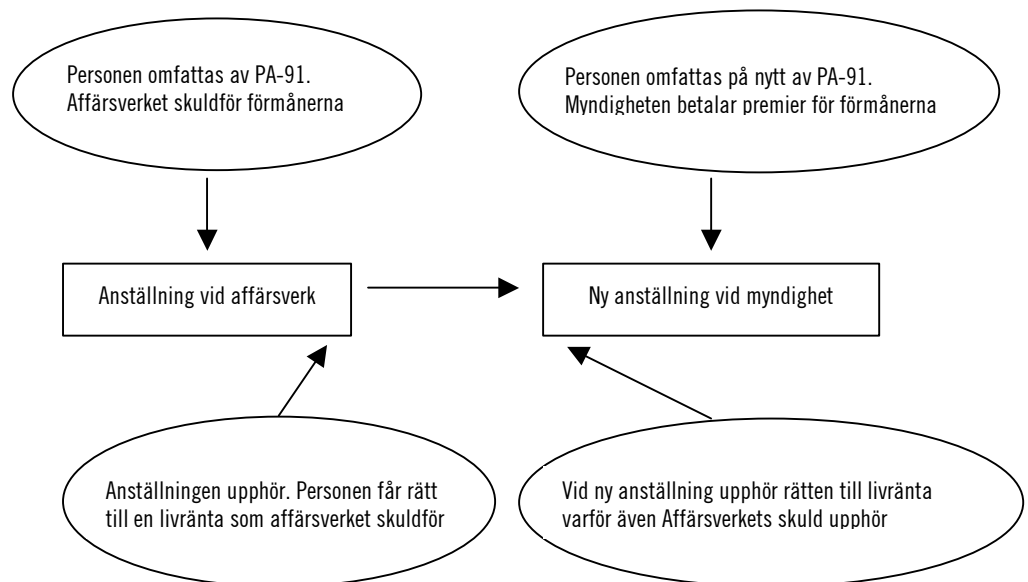 Personen omfattas av PA-91.
Affärsverket skuldför förmånerna
Personen omfattas på nytt av PA-91.
Myndigheten betalar premier för förmånerna
Anställning vid affärsverk
Ny anställning vid myndighet
Anställningen upphör. Personen får rätt
till en livränta som affärsverket skuldför
Vid ny anställning upphör rätten till livränta
varför även Affärsverkets skuld upphör